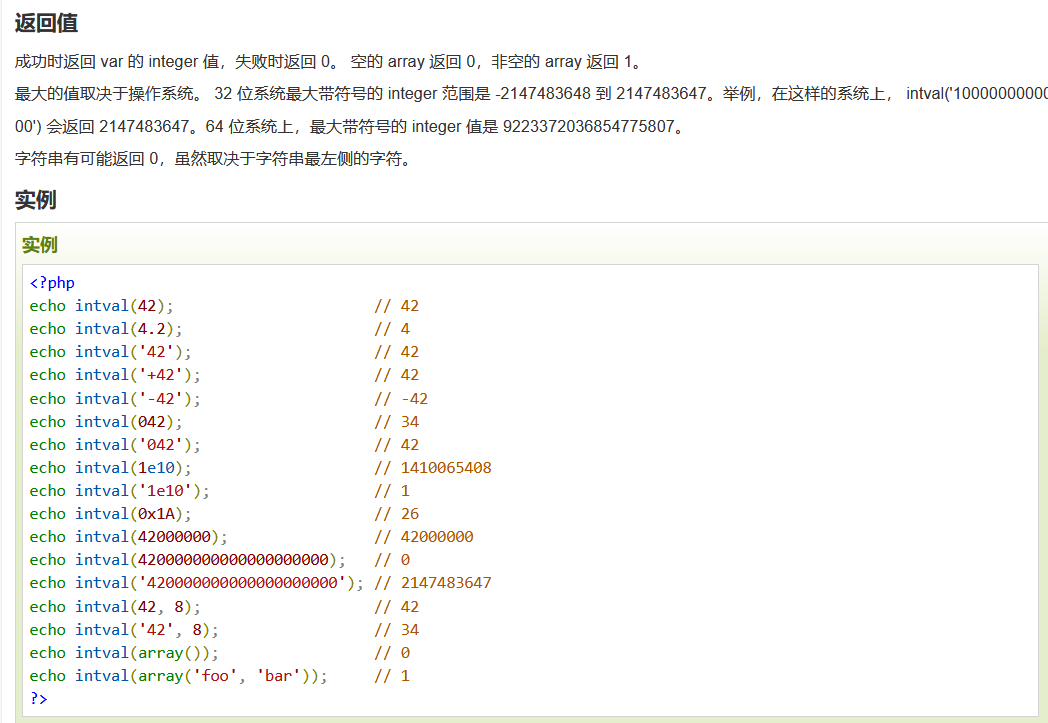 返回值
成功时返回 var 的 integer 值，失败时返回 0。 空的 array 返回 0，非空的 array 返回 1。
最大的值取决于操作系统。 32 位系统最大带符号的 integer 范围是 -2147483648 到 2147483647。举例，在这样的系统上， intval('10000000000
00') 会返回 2147483647。64 位系统上，最大带符号的 integer 值是 9223372036854775807。
字符串有可能返回 0，虽然取决于字符串最左侧的字符。
实例
实例
<?php
echo intval(42);                      // 42
echo intval(4.2);                     // 4
echo intval('42');                    // 42
echo intval('+42');                   // 42
echo intval('-42');                   // -42
echo intval(042);                     // 34
echo intval('042');                   // 42
echo intval(1e10);                    // 1410065408
echo intval('1e10');                  // 1
echo intval(0x1A);                    // 26
echo intval(42000000);                // 42000000
echo intval(420000000000000000000);   // 0
echo intval('420000000000000000000'); // 2147483647
echo intval(42, 8);                   // 42
echo intval('42', 8);                 // 34
echo intval(array());                 // 0
echo intval(array('foo', 'bar'));     // 1
?>